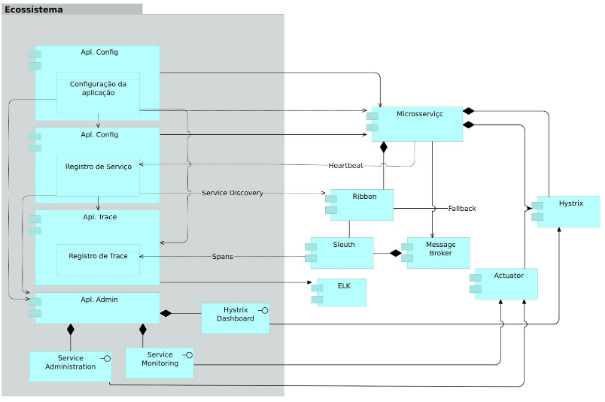 Ecossistema
Apl. Config
Configuração da
aplicação
Apl. Config
Registro de Serviço
Apl. Trace
Registro de Trace
Apl. Admin
Hystrix
Dashboard
Service
Administration
Service
Monitoring
Microsserviço
Heartbeat
Service Discovery
Ribbon
Fallback
Hystrix
Sleuth
Message
Broker
Spans
ELK
Actuator